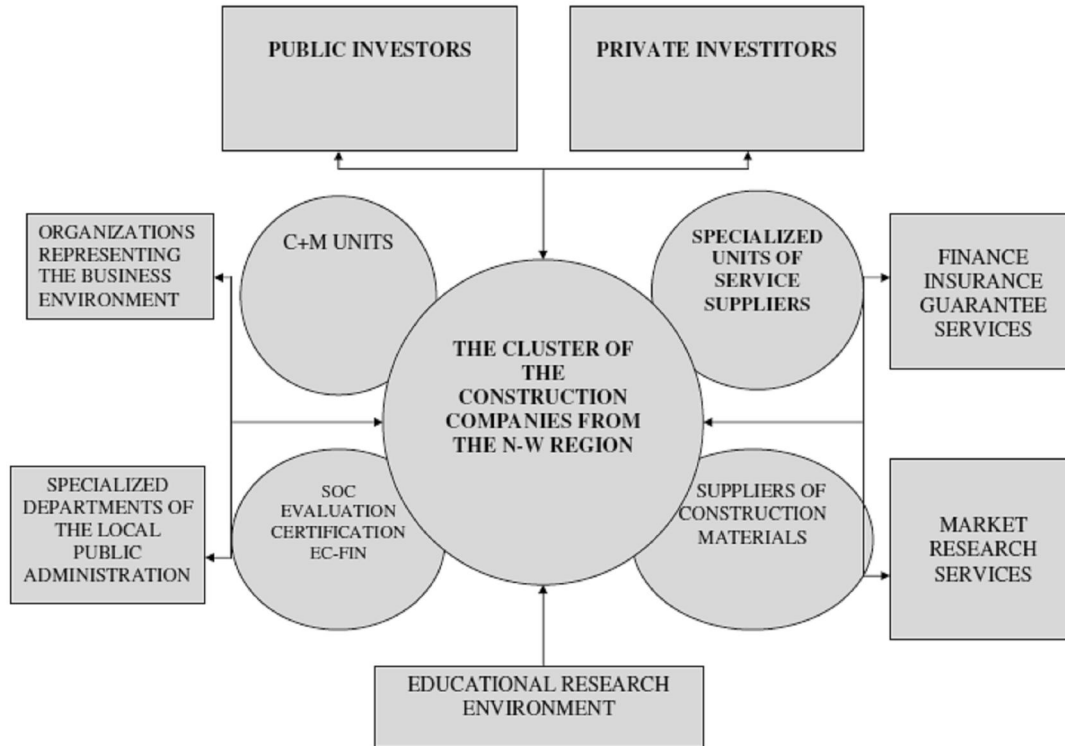 PUBLIC INVESTORS
PRIVATE INVESTITORS
ORGANIZATIONS
REPRESENTING
THE BUSINESS
ENVIRONMENT
C+M UNITS
SPECIALIZED
UNITS OF
SERVICE
SUPPLIERS
FINANCE
INSURANCE
GUARANTEE
SERVICES
THE CLUSTER OF
THE
CONSTRUCTION
COMPANIES FROM
THE N-W REGION
SPECIALIZED
DEPARTMENTS OF
THE LOCAL
PUBLIC
ADMINISTRATION
SOC
EVALUATION
CERTIFICATION
EC-FIN
SUPPLIERS OF
CONSTRUCTION
MATERIALS
MARKET
RESEARCH
SERVICES
EDUCATIONAL RESEARCH
ENVIRONMENT